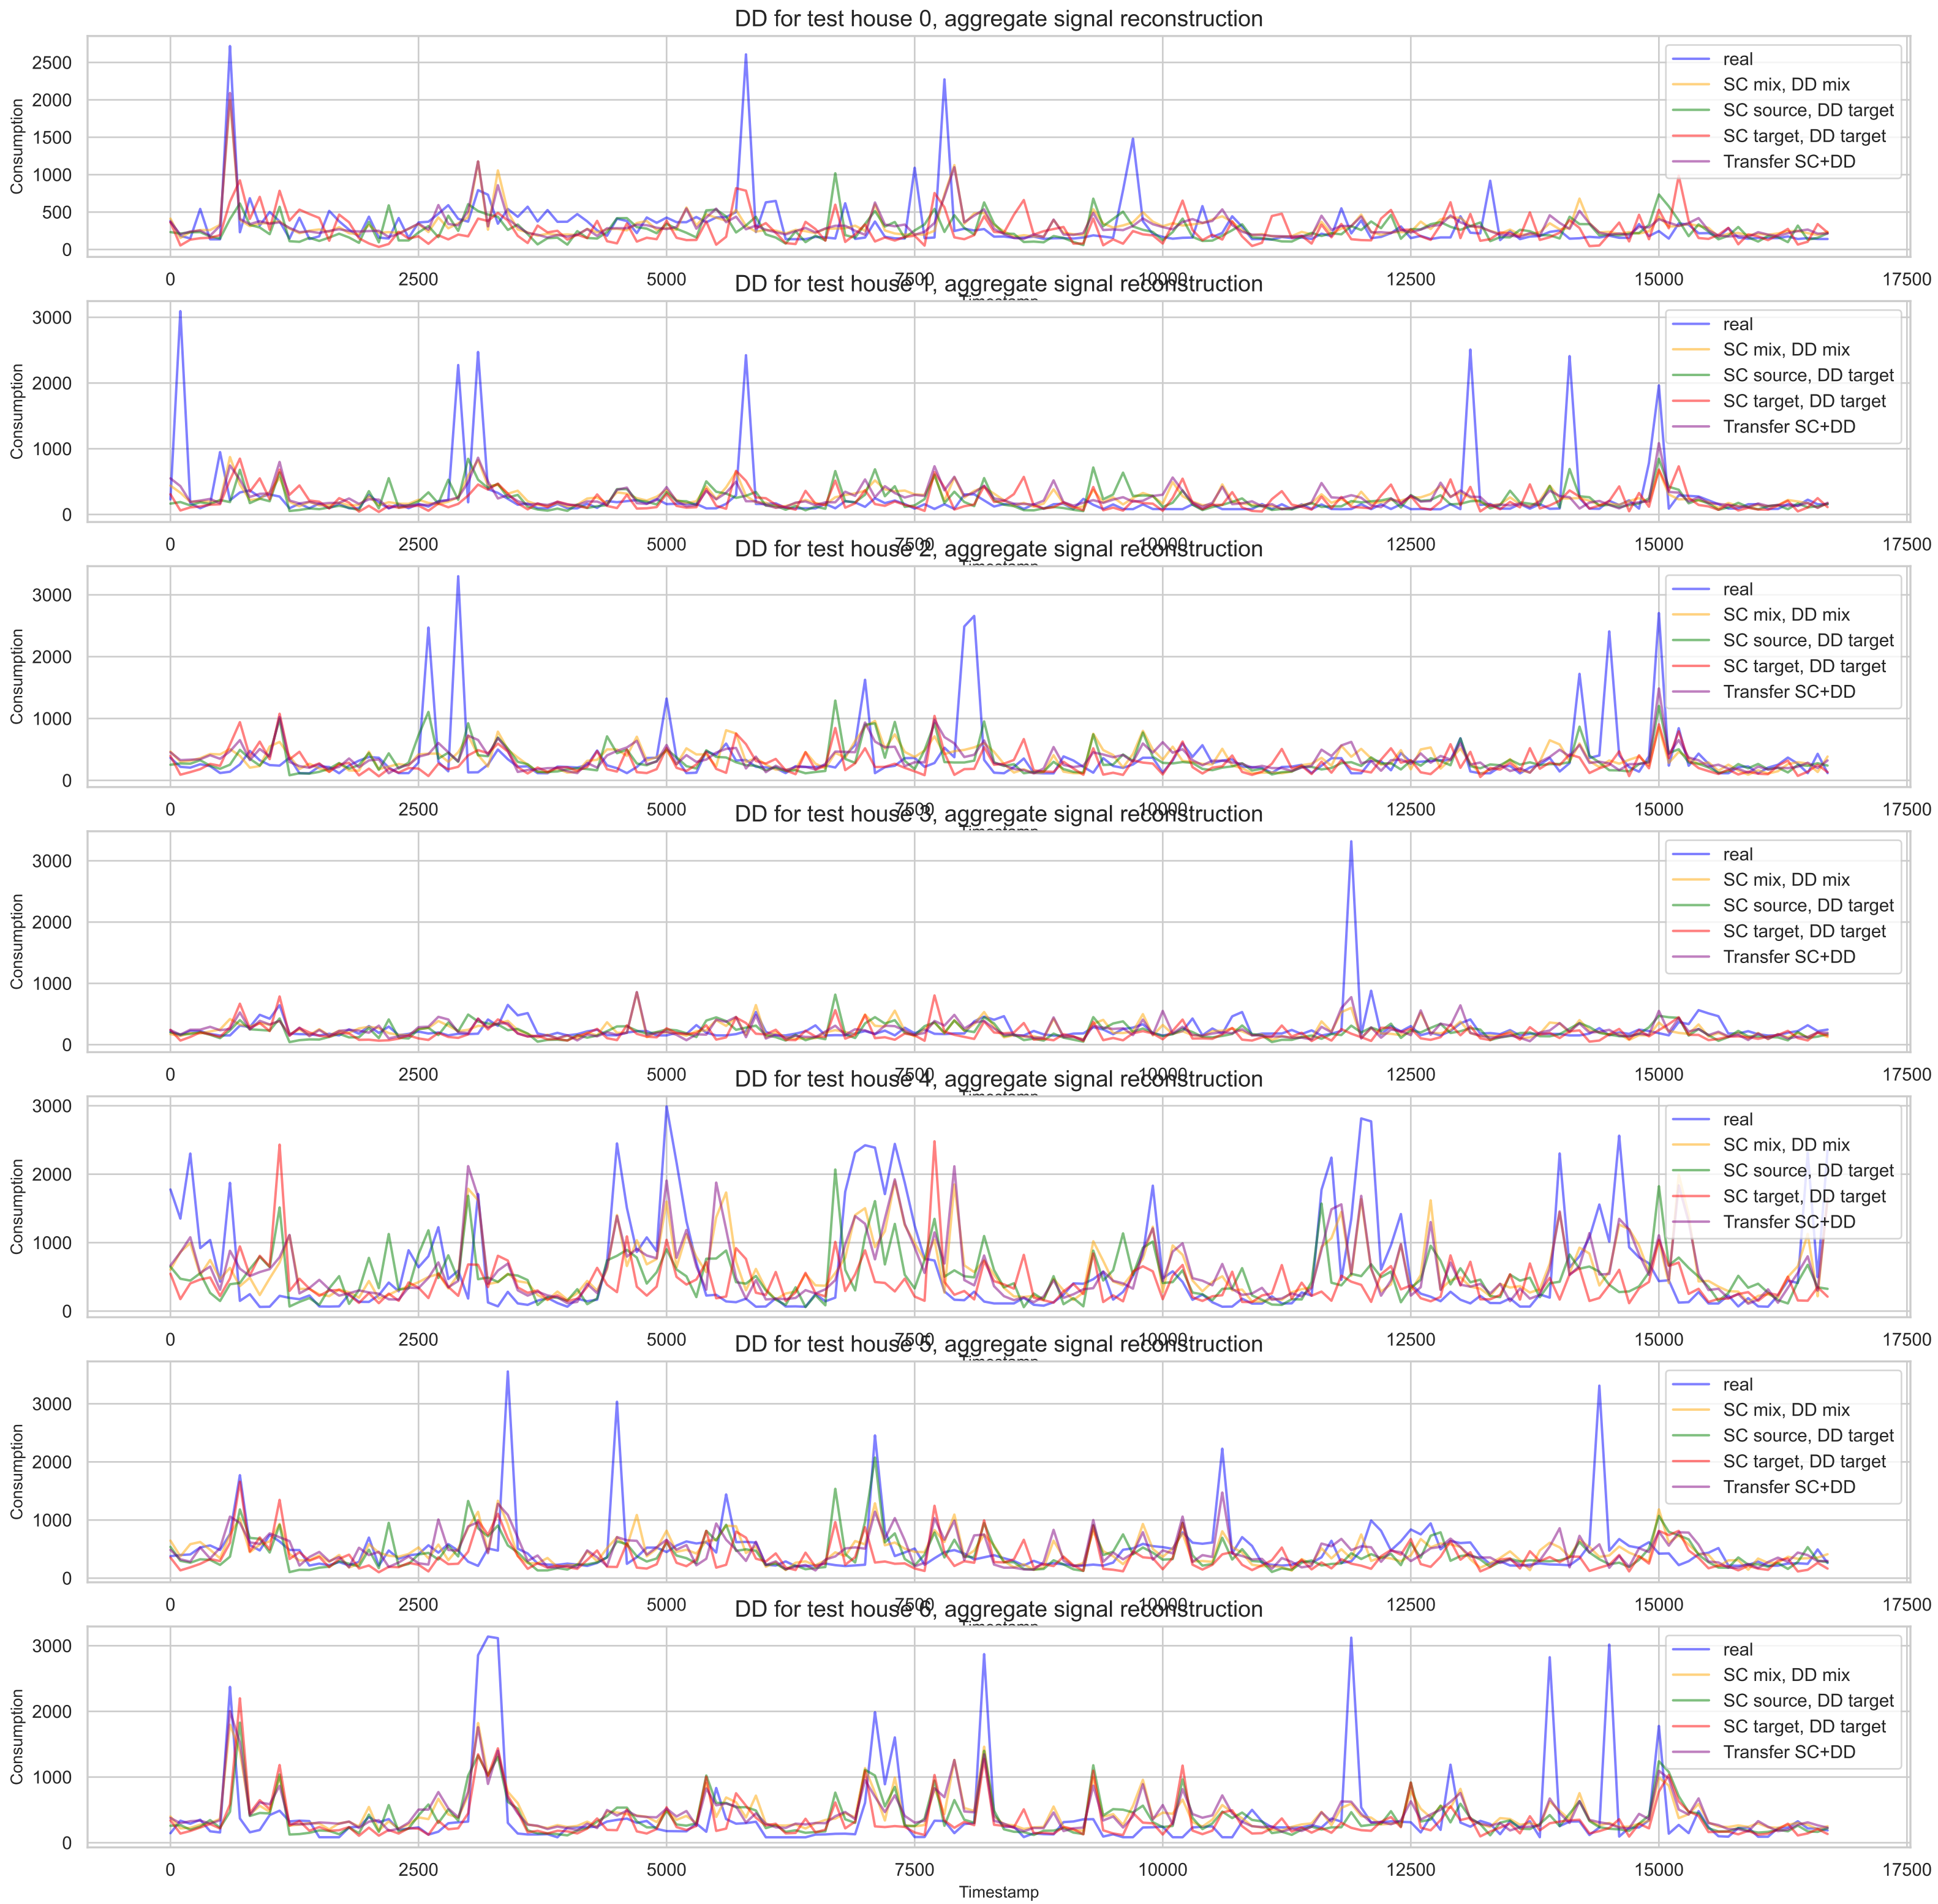 DD for test house 0, aggregate signal reconstruction
Consumption
2500
2000
1500
1000
500
0
real
SC mix, DD mix
SC source, DD target
SC target, DD target
Transfer SC+DD
0 2500 5000 7500 10000 12500 15000 17500
Timestamp
DD for test house 1, aggregate signal reconstruction
Consumption
3000
2000
1000
0
real
SC mix, DD mix
SC source, DD target
SC target, DD target
Transfer SC+DD
0 2500 5000 7500 10000 12500 15000 17500
Timestamp
DD for test house 2, aggregate signal reconstruction
Consumption
3000
2000
1000
0
real
SC mix, DD mix
SC source, DD target
SC target, DD target
Transfer SC+DD
0 2500 5000 7500 10000 12500 15000 17500
Timestamp
DD for test house 3, aggregate signal reconstruction
Consumption
3000
2000
1000
0
real
SC mix, DD mix
SC source, DD target
SC target, DD target
Transfer SC+DD
0 2500 5000 7500 10000 12500 15000 17500
Timestamp
DD for test house 4, aggregate signal reconstruction
Consumption
3000
2000
1000
0
real
SC mix, DD mix
SC source, DD target
SC target, DD target
Transfer SC+DD
0 2500 5000 7500 10000 12500 15000 17500
Timestamp
DD for test house 5, aggregate signal reconstruction
Consumption
3000
2000
1000
0
real
SC mix, DD mix
SC source, DD target
SC target, DD target
Transfer SC+DD
0 2500 5000 7500 10000 12500 15000 17500
Timestamp
DD for test house 6, aggregate signal reconstruction
Consumption
3000
2000
1000
0
real
SC mix, DD mix
SC source, DD target
SC target, DD target
Transfer SC+DD
0 2500 5000 7500 10000 12500 15000 17500
Timestamp